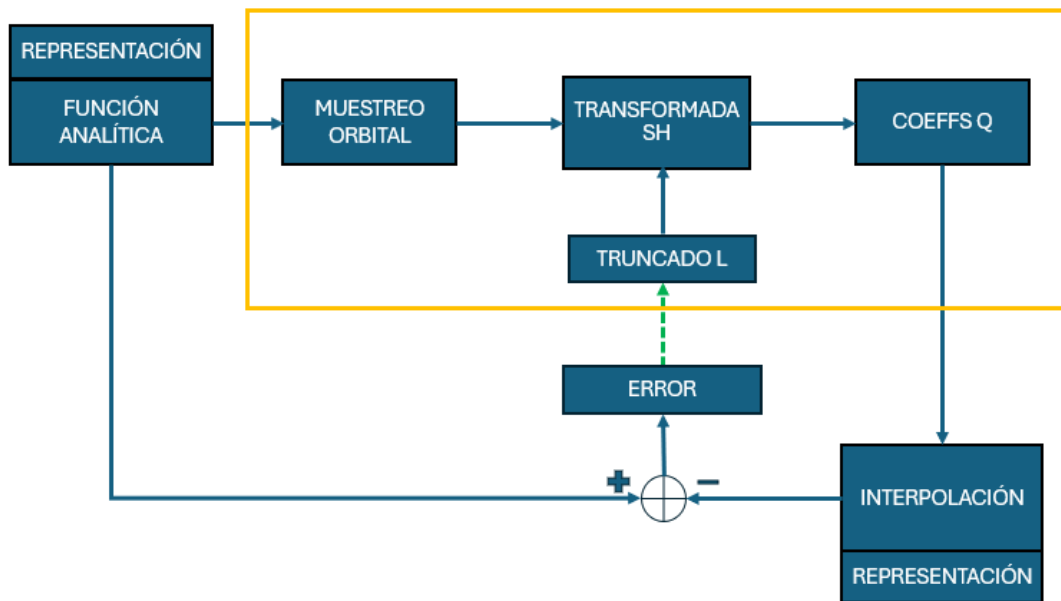 REPRESENTACIÓN
FUNCIÓN
ANALÍTICA
MUESTREO
ORBITAL
TRANSFORMADA
SH
COEFFS Q
TRUNCADO L
ERROR
+
−
INTERPOLACIÓN
REPRESENTACIÓN